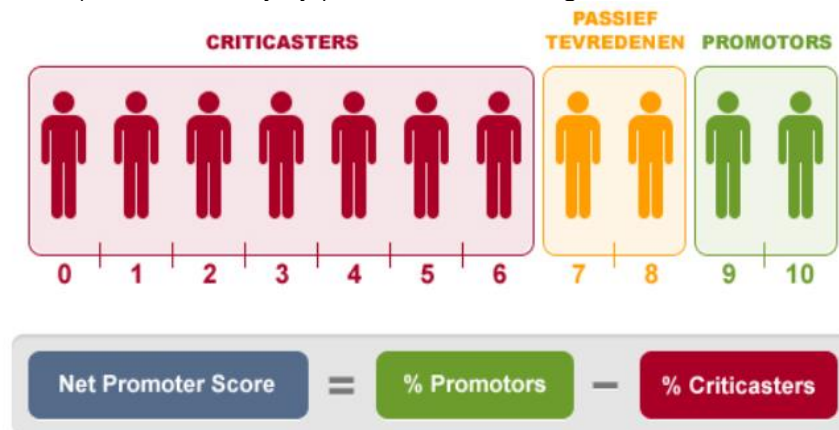 PASSIEF
CRITICASTERS TEVREDENEN PROMOTORS
0 1 2 3 4 5 6 7 8 9 10
Net Promoter Score = % Promotors − % Criticasters